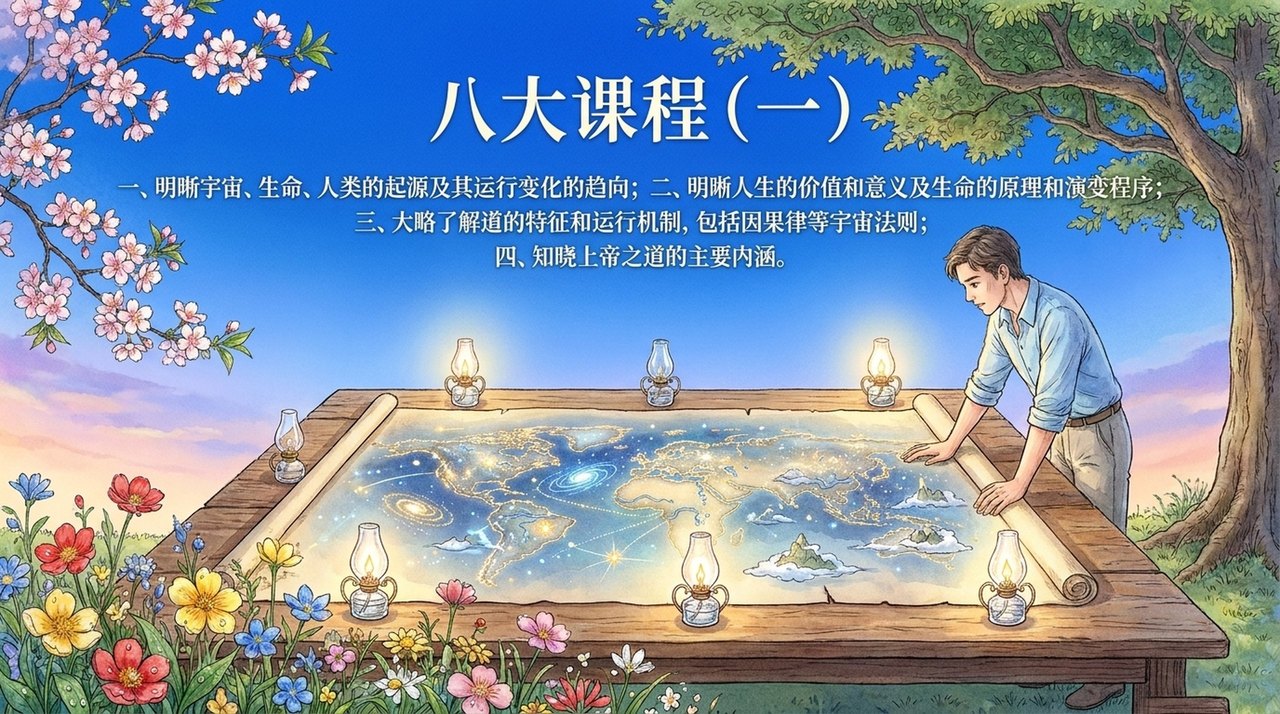 八大课程（一）
一、明晰宇宙、生命、人类的起源及其运行变化的趋向；二、明晰人生的价值和意义及生命的原理和演变程序；
三、大略了解道的特征和运行机制，包括因果律等宇宙法则；
四、知晓上帝之道的主要内涵。